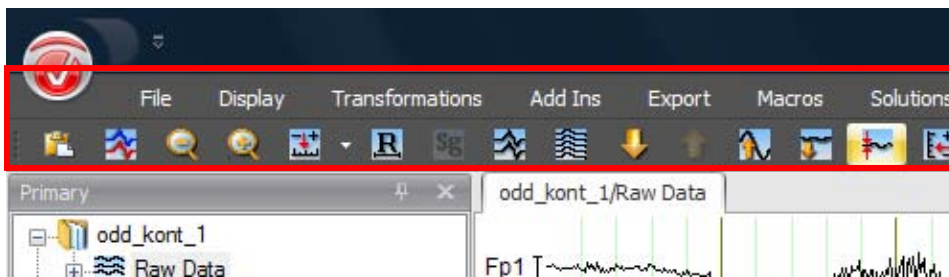 File Display Transformations Add Ins Export Macros Solutions
R Sg
Primary odd_kont_1/Raw Data
odd_kont_1
Raw Data Fp1